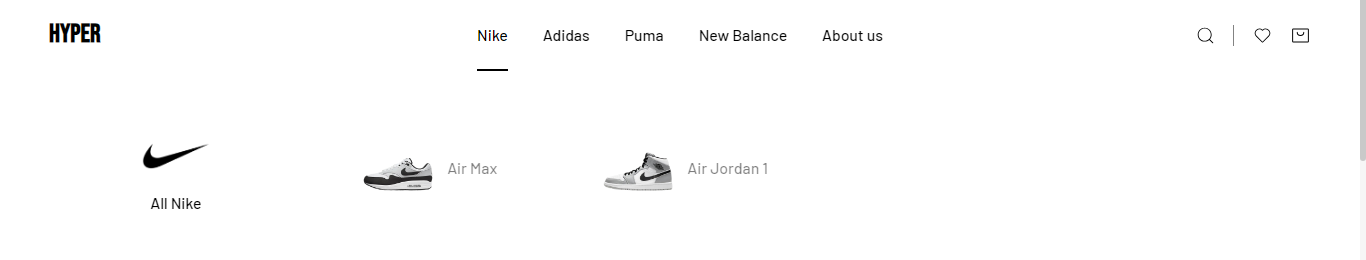 HYPER
Nike
Adidas
Puma
New Balance
About us
Air Max
Air Jordan 1
All Nike